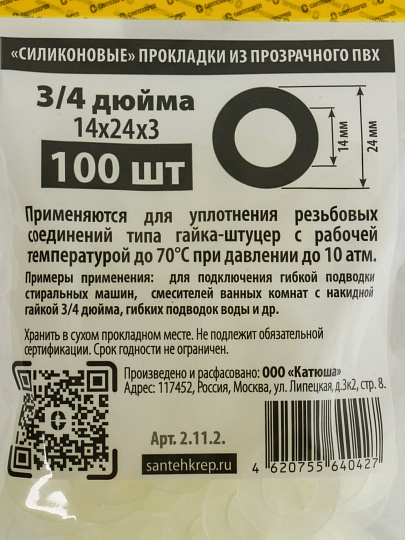 «СИЛИКОНОВЫЕ» ПРОКЛАДКИ ИЗ ПРОЗРАЧНОГО ПВХ
3/4 дюйма
14х24х3
100 шт
14 мм
24 мм
Применяются для уплотнения резьбовых
соединений типа гайка-штуцер с рабочей
температурой до 70°С при давлении до 10 атм.
Примеры применения: для подключения гибкой подводки
стиральных машин, смесителей ванных комнат с накидной
гайкой 3/4 дюйма, гибких подводок воды и др.
Хранить в сухом прокладном месте. Не подлежит обязательной
сертификации. Срок годности не ограничен.
Произведено и расфасовано: ООО «Катюша»
Адрес: 117452, Россия, Москва, ул. Липецкая, д.3к2, стр. 8.
Арт. 2.11.2.
santehkrep.ru
4 620755 640427